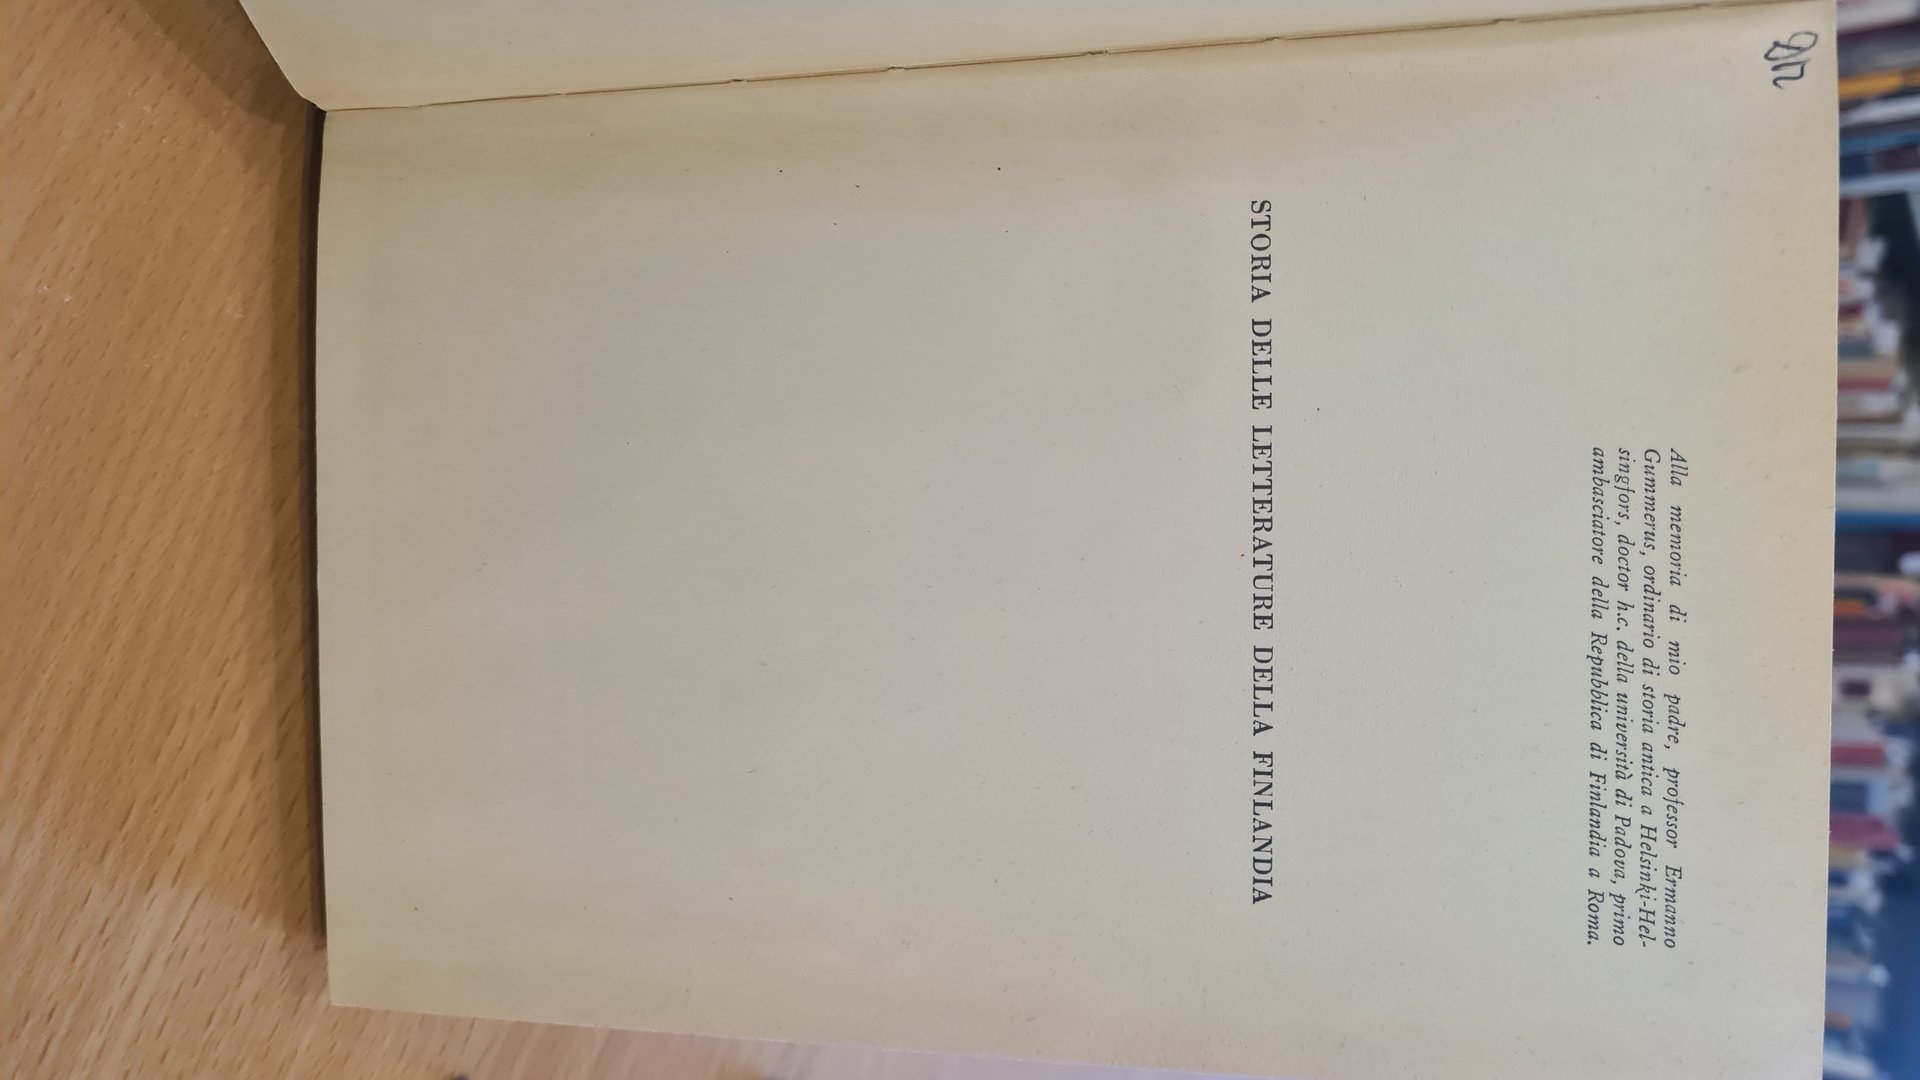 Alla memoria di mio padre, professor Ermanno
Gummerus, ordinario di storia antica a Helsinki-Hel-
singfors, doctor h.c. della università di Padova, primo
ambasciatore della Repubblica di Finlandia a Roma.
STORIA DELLE LETTERATURE DELLA FINLANDIA